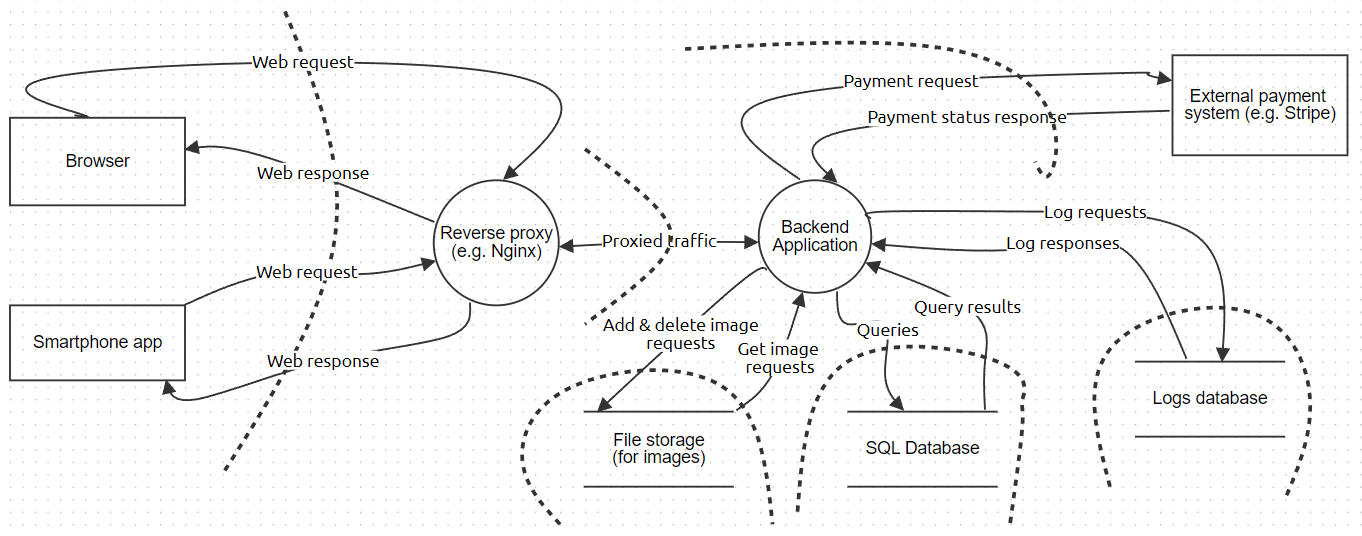 Web request
Payment request
External payment
system (e.g. Stripe)
Payment status response
Browser
Web response
Log requests
Reverse proxy
(e.g. Nginx)
Proxied traffic
Backend
Application
Log responses
Web request
Query results
Smartphone app
Add & delete image
requests
Queries
Get image
requests
Web response
Logs database
File storage
(for images)
SQL Database